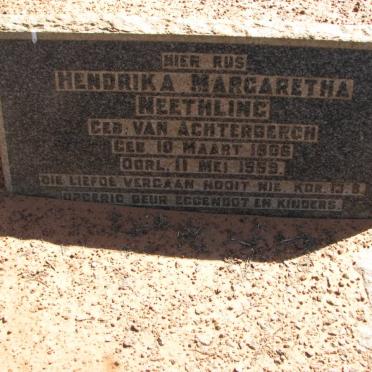 HIER RUS
HENDRIKA MARGARETHA
NEETHLING
GEB. VAN ACHTERBERGH
GEB 10 MAART 1886
OORL. 11 MEI 1959
DIE LIEFDE VERGAAN NOOIT NIE KOR. 13. 8
OPGERIG DEUR EGGENOOT EN KINDERS